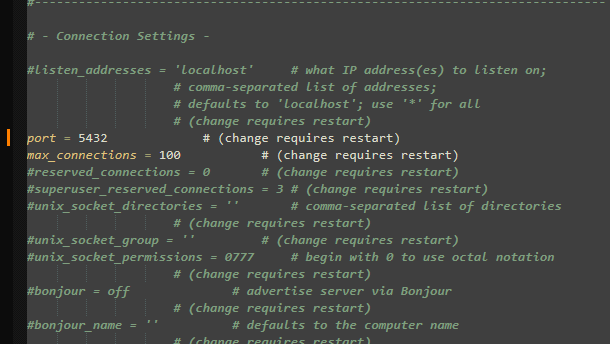 #------------------------------------------------------------------------------
# - Connection Settings -
#listen_addresses = 'localhost' # what IP address(es) to listen on;
# comma-separated list of addresses;
# defaults to 'localhost'; use '*' for all
# (change requires restart)
port = 5432 # (change requires restart)
max_connections = 100 # (change requires restart)
#reserved_connections = 0 # (change requires restart)
#superuser_reserved_connections = 3 # (change requires restart)
#unix_socket_directories = '' # comma-separated list of directories
# (change requires restart)
#unix_socket_group = '' # (change requires restart)
#unix_socket_permissions = 0777 # begin with 0 to use octal notation
# (change requires restart)
#bonjour = off # advertise server via Bonjour
# (change requires restart)
#bonjour_name = '' # defaults to the computer name
# (change requires restart)